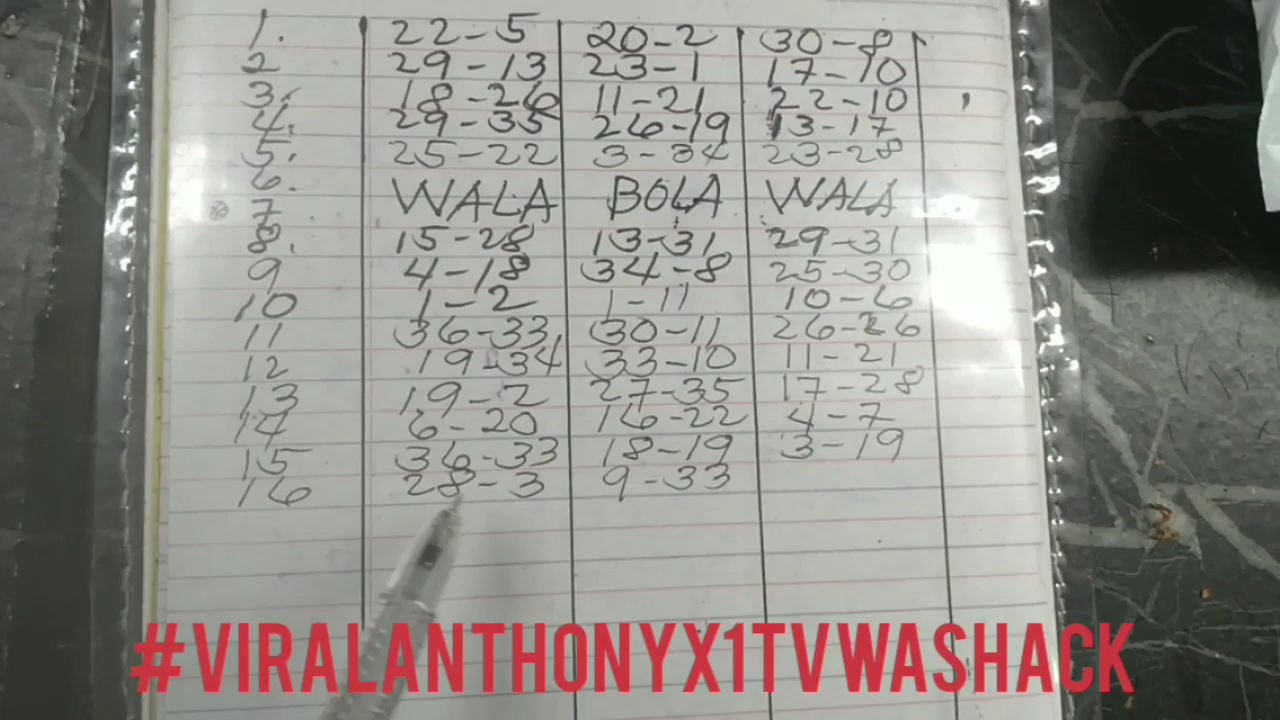 1. 22-5 20-2 30-8
2 29-13 23-1 17-10
3. 18-26 11-21 22-10
4. 29-35 26-19 13-17
5. 25-22 3-34 23-28
6. WALA BOLA WALA
7
8. 15-28 13-31 29-31
9 4-18 34-8 25-30
10 1-2 1-11 10-6
11 36-33 30-11 26-26
12 19-34 33-10 11-21
13 19-2 27-35 17-28
14 6-20 16-22 4-7
15 36-33 18-19 3-19
16 28-3 9-33
#VIRALANTHONYX1TVWASHACK